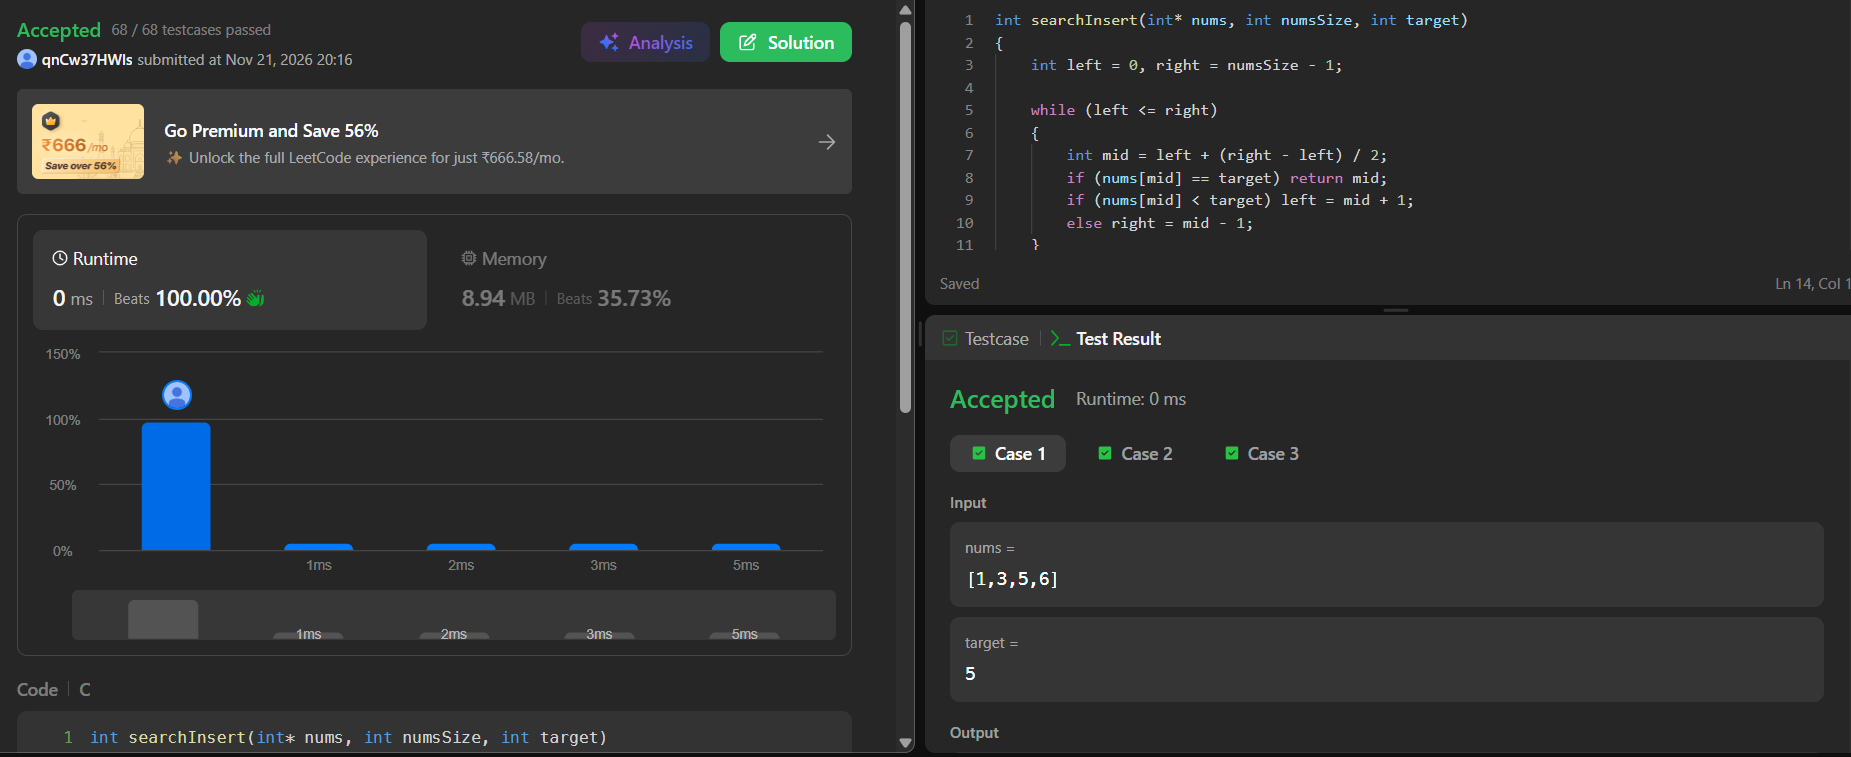 Accepted 68 / 68 testcases passed
qnCw37HWls submitted at Nov 21, 2026 20:16
Analysis
Solution
₹666/mo
Save over 56%
Go Premium and Save 56%
✨ Unlock the full LeetCode experience for just ₹666.58/mo.
Runtime
0 ms | Beats 100.00%
Memory
8.94 MB | Beats 35.73%
150%
100%
50%
0%
1ms 2ms 3ms 5ms
1ms 2ms 3ms 5ms
Code | C
1 int searchInsert(int* nums, int numsSize, int target)
1 int searchInsert(int* nums, int numsSize, int target)
2 {
3     int left = 0, right = numsSize - 1;
4
5     while (left <= right)
6     {
7         int mid = left + (right - left) / 2;
8         if (nums[mid] == target) return mid;
9         if (nums[mid] < target) left = mid + 1;
10         else right = mid - 1;
11     }
Saved
Ln 14, Col 1
Testcase | >_ Test Result
Accepted Runtime: 0 ms
Case 1 Case 2 Case 3
Input
nums =
[1,3,5,6]
target =
5
Output